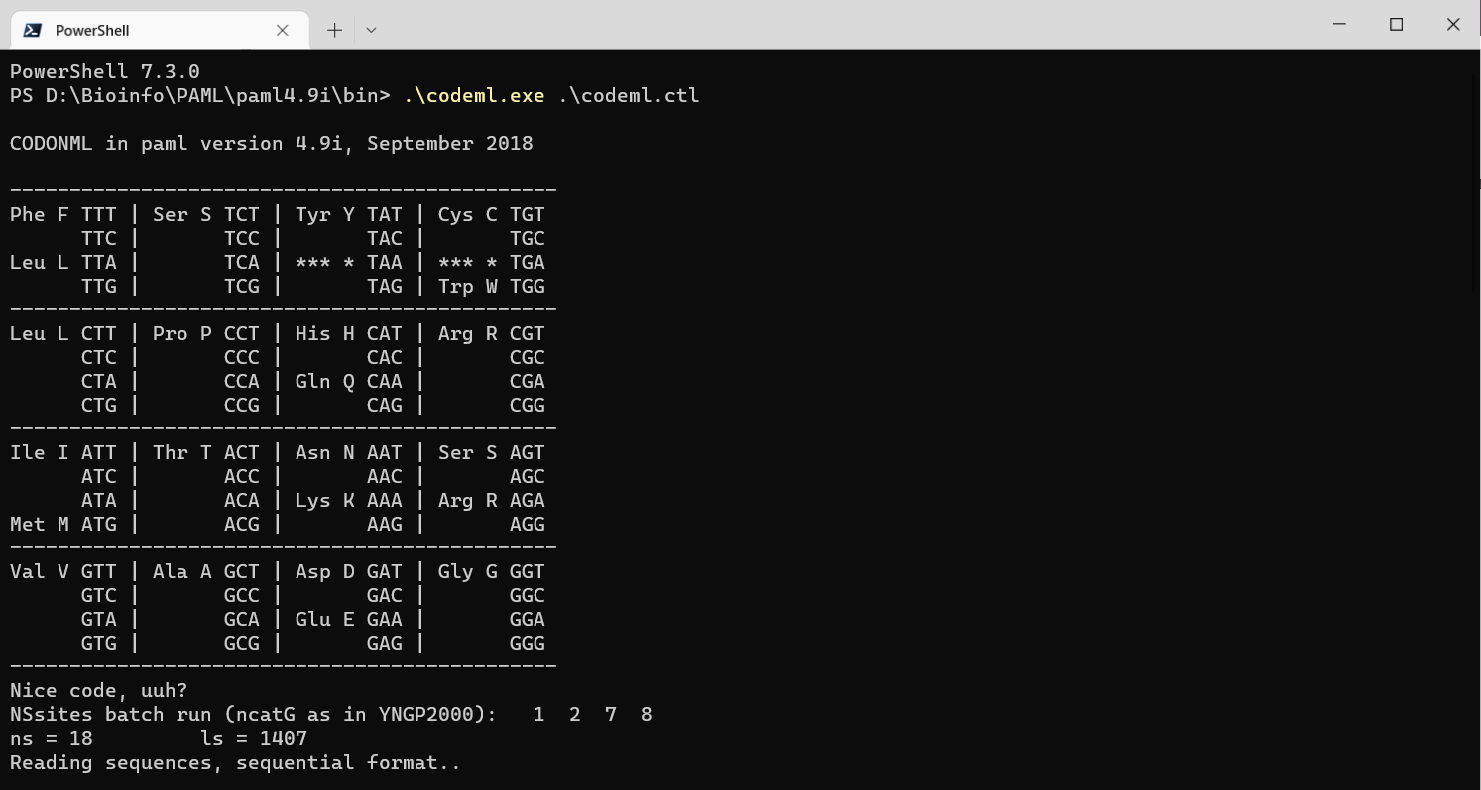 PowerShell
PowerShell 7.3.0
PS D:\Bioinfo\PAML\paml4.9i\bin> .\codeml.exe .\codeml.ctl
CODONML in paml version 4.9i, September 2018
----------------------------------------------
Phe F TTT | Ser S TCT | Tyr Y TAT | Cys C TGT
      TTC |       TCC |       TAC |       TGC
Leu L TTA |       TCA | *** * TAA | *** * TGA
      TTG |       TCG |       TAG | Trp W TGG
----------------------------------------------
Leu L CTT | Pro P CCT | His H CAT | Arg R CGT
      CTC |       CCC |       CAC |       CGC
      CTA |       CCA | Gln Q CAA |       CGA
      CTG |       CCG |       CAG |       CGG
----------------------------------------------
Ile I ATT | Thr T ACT | Asn N AAT | Ser S AGT
      ATC |       ACC |       AAC |       AGC
      ATA |       ACA | Lys K AAA | Arg R AGA
Met M ATG |       ACG |       AAG |       AGG
----------------------------------------------
Val V GTT | Ala A GCT | Asp D GAT | Gly G GGT
      GTC |       GCC |       GAC |       GGC
      GTA |       GCA | Glu E GAA |       GGA
      GTG |       GCG |       GAG |       GGG
----------------------------------------------
Nice code, uuh?
NSsites batch run (ncatG as in YNGP2000):   1  2  7  8
ns = 18         ls = 1407
Reading sequences, sequential format..